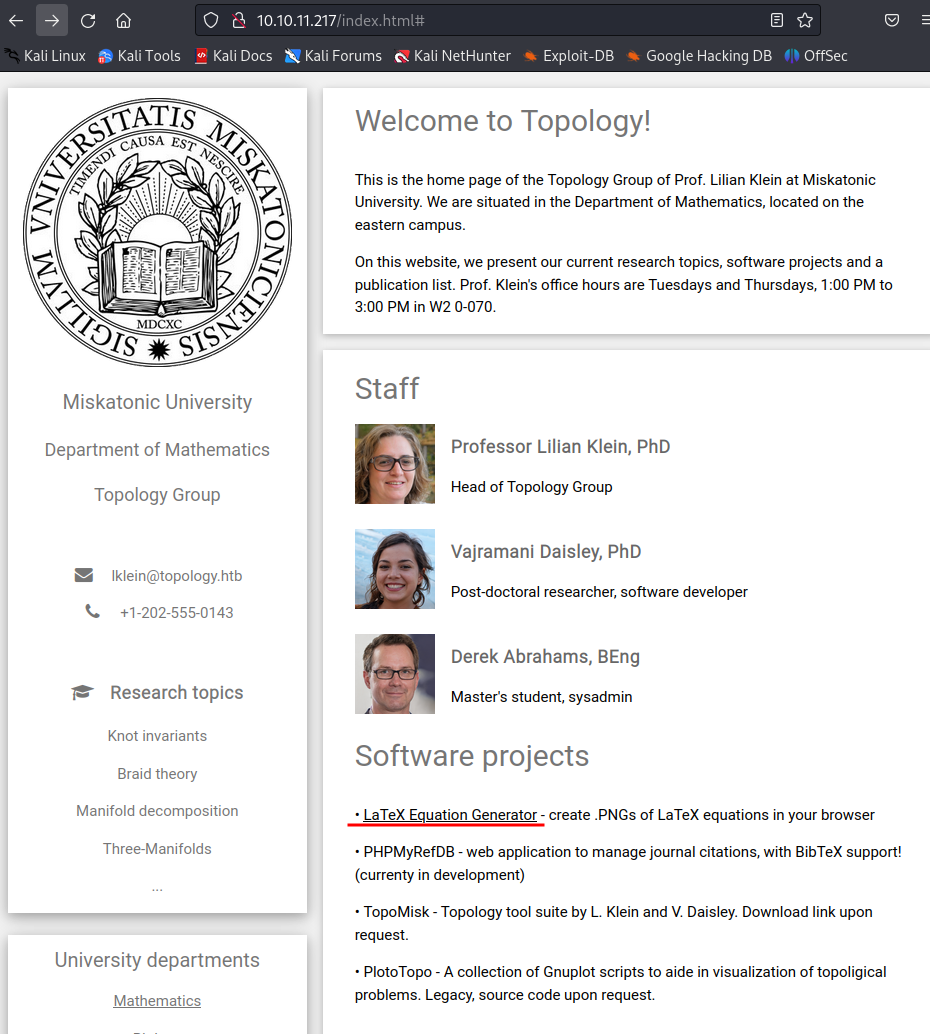 10.10.11.217/index.html#
Kali Linux Kali Tools Kali Docs Kali Forums Kali NetHunter Exploit-DB Google Hacking DB OffSec
SIGILLVM VNIVERSITATIS MISKATONICIENSIS
TIMENDI CAUSA EST NESCIRE
MDCXC
Miskatonic University
Department of Mathematics
Topology Group
lklein@topology.htb
+1-202-555-0143
Research topics
Knot invariants
Braid theory
Manifold decomposition
Three-Manifolds
...
University departments
Mathematics
Welcome to Topology!
This is the home page of the Topology Group of Prof. Lilian Klein at Miskatonic
University. We are situated in the Department of Mathematics, located on the
eastern campus.
On this website, we present our current research topics, software projects and a
publication list. Prof. Klein's office hours are Tuesdays and Thursdays, 1:00 PM to
3:00 PM in W2 0-070.
Staff
Professor Lilian Klein, PhD
Head of Topology Group
Vajramani Daisley, PhD
Post-doctoral researcher, software developer
Derek Abrahams, BEng
Master's student, sysadmin
Software projects
• LaTeX Equation Generator - create .PNGs of LaTeX equations in your browser
• PHPMyRefDB - web application to manage journal citations, with BibTeX support!
(currenty in development)
• TopoMisk - Topology tool suite by L. Klein and V. Daisley. Download link upon
request.
• PlotoTopo - A collection of Gnuplot scripts to aide in visualization of topoligical
problems. Legacy, source code upon request.